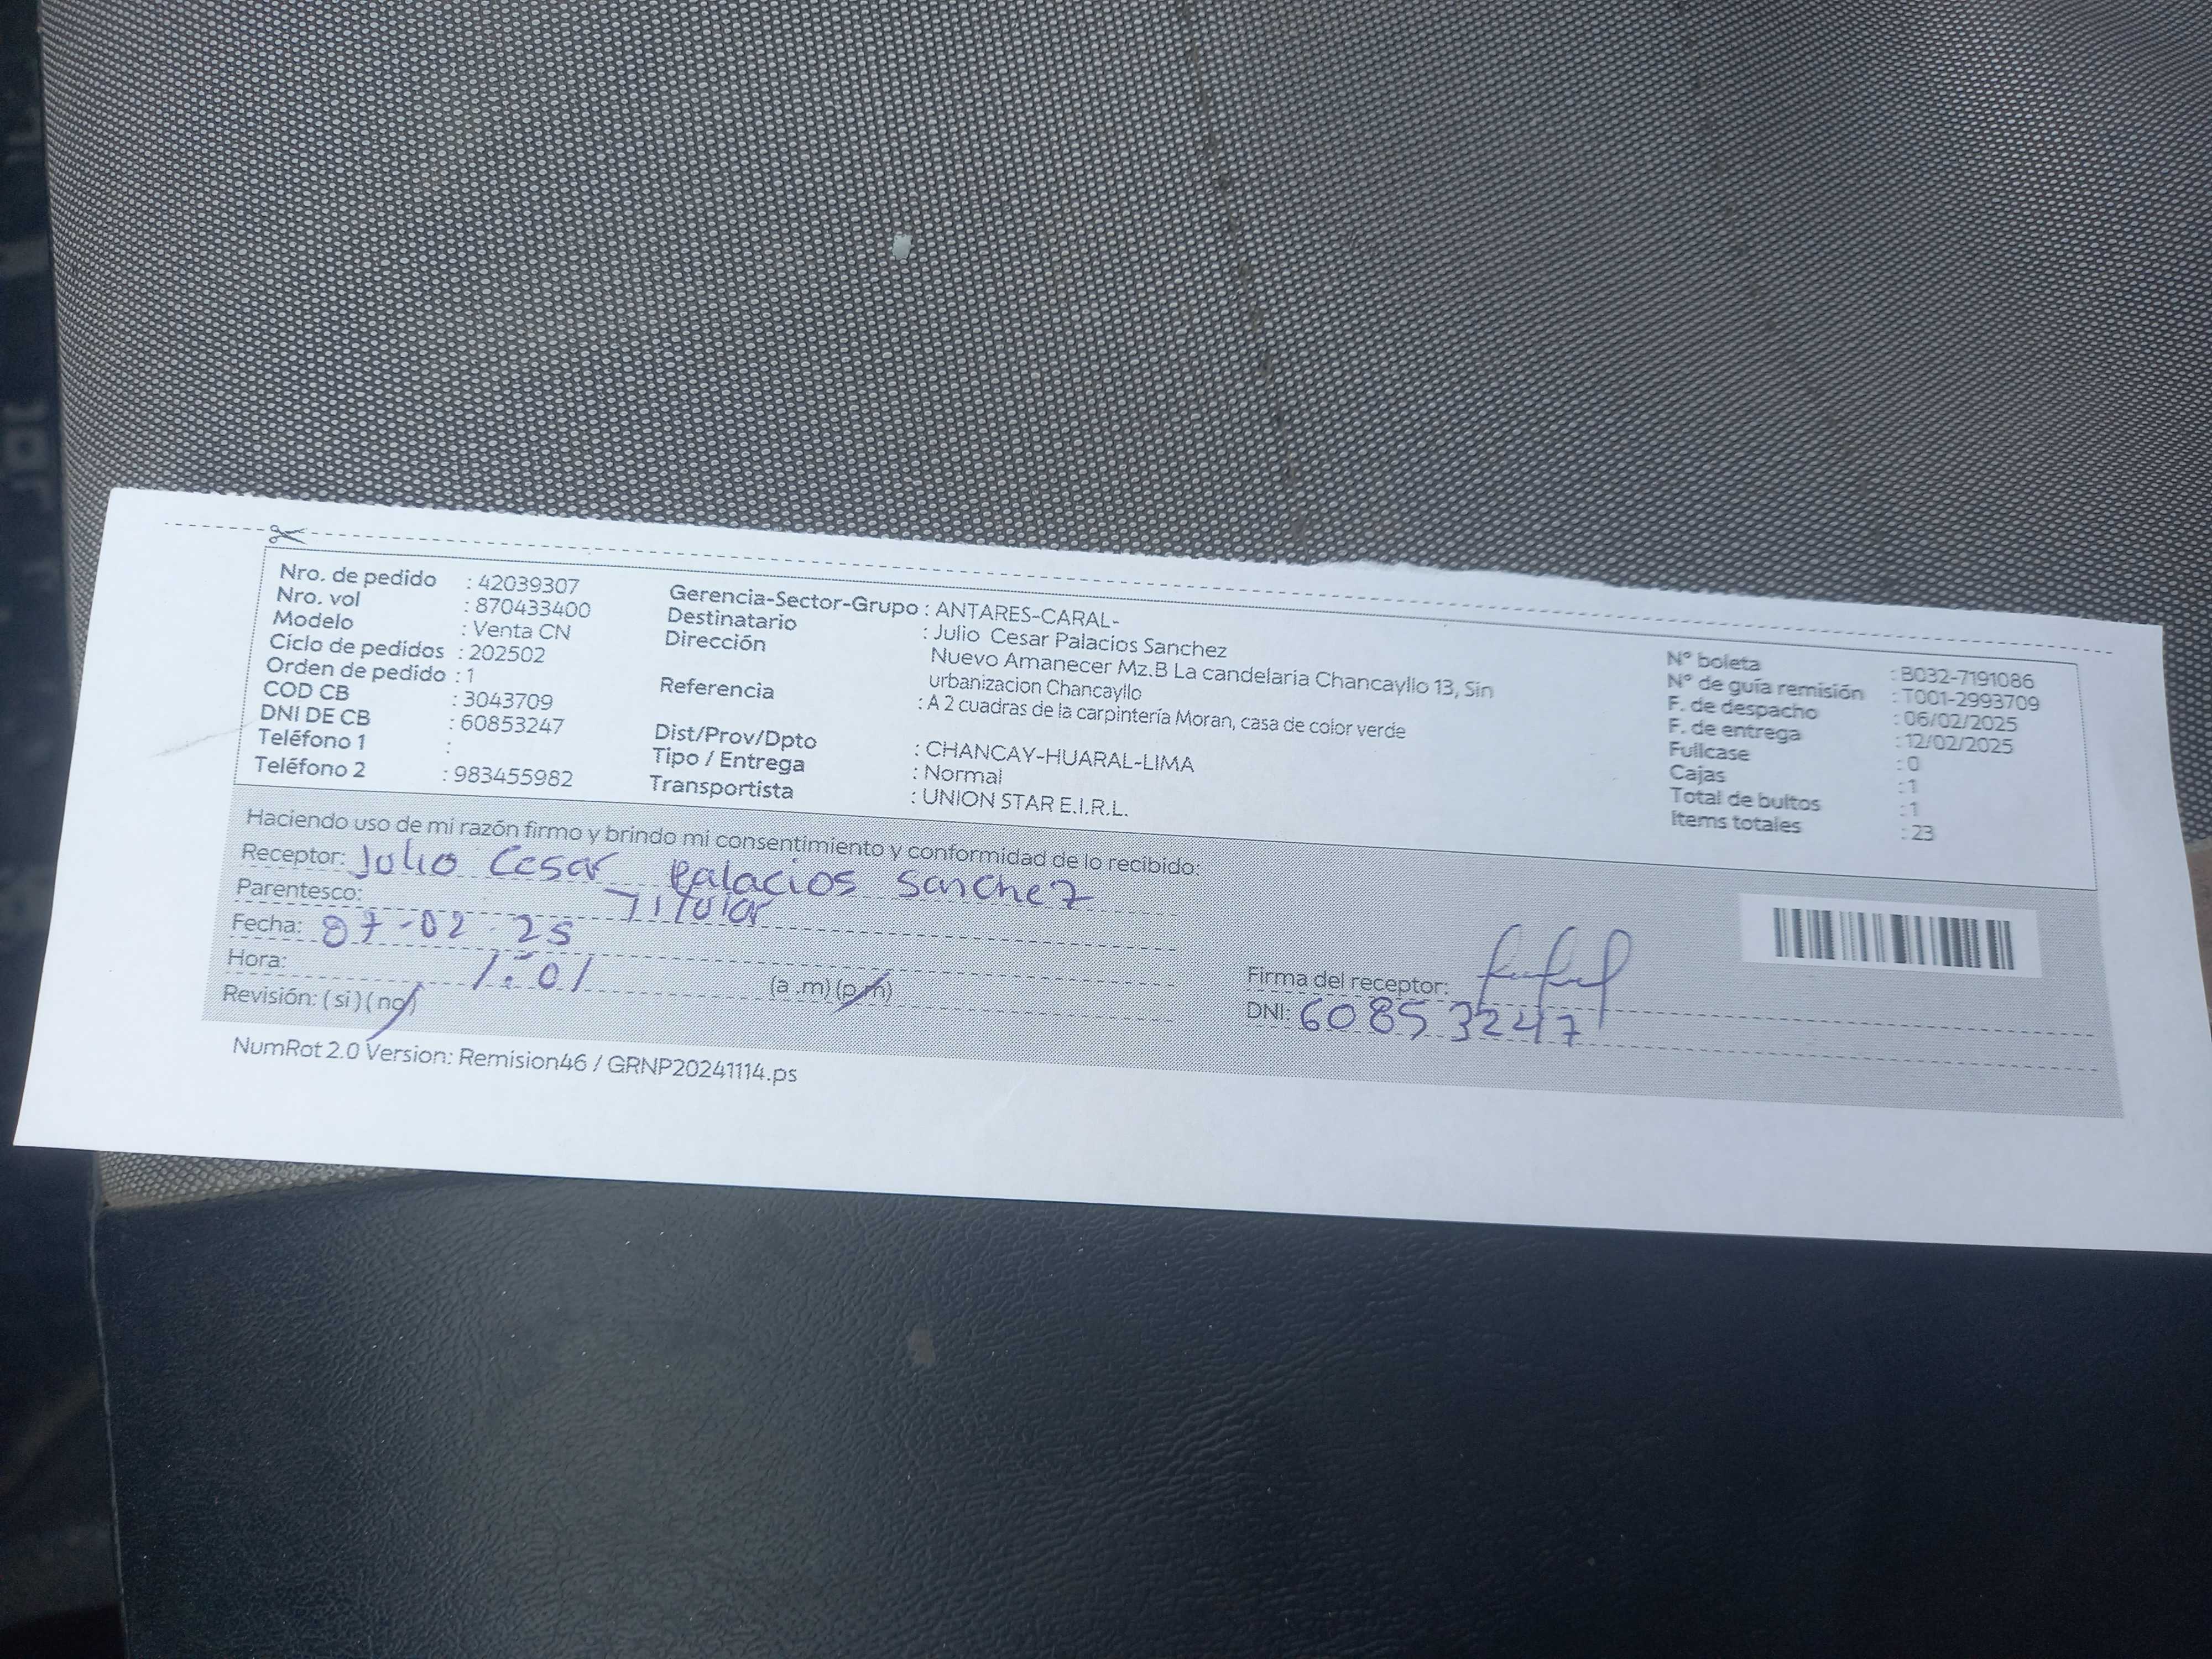 Nro. de pedido : 42039307
Nro. vol : 870433400
Modelo : Venta CN
Ciclo de pedidos : 202502
Orden de pedido : 1
COD CB : 3043709
DNI DE CB : 60853247
Teléfono 1 :
Teléfono 2 : 983455982
Gerencia-Sector-Grupo : ANTARES-CARAL-
Destinatario : Julio Cesar Palacios Sanchez
Dirección Nuevo Amanecer Mz.B La candelaria Chancayllo 13, Sin
urbanizacion Chancayllo
Referencia : A 2 cuadras de la carpintería Moran, casa de color verde
Dist/Prov/Dpto : CHANCAY-HUARAL-LIMA
Tipo / Entrega : Normal
Transportista : UNION STAR E.I.R.L.
N° boleta : B032-7191086
N° de guía remisión : T001-2993709
F. de despacho : 06/02/2025
F. de entrega : 12/02/2025
Fullcase : 0
Cajas : 1
Total de bultos : 1
Items totales : 23
Haciendo uso de mi razón firmo y brindo mi consentimiento y conformidad de lo recibido:
Receptor: Julio Cesar Palacios Sanchez
Parentesco: Titular
Fecha: 07-02-25
Hora: 1:01 (a .m) (p.m)
Revisión: ( si ) ( no )
Firma del receptor:
DNI: 60853247
NumRot 2.0 Version: Remision46 / GRNP20241114.ps